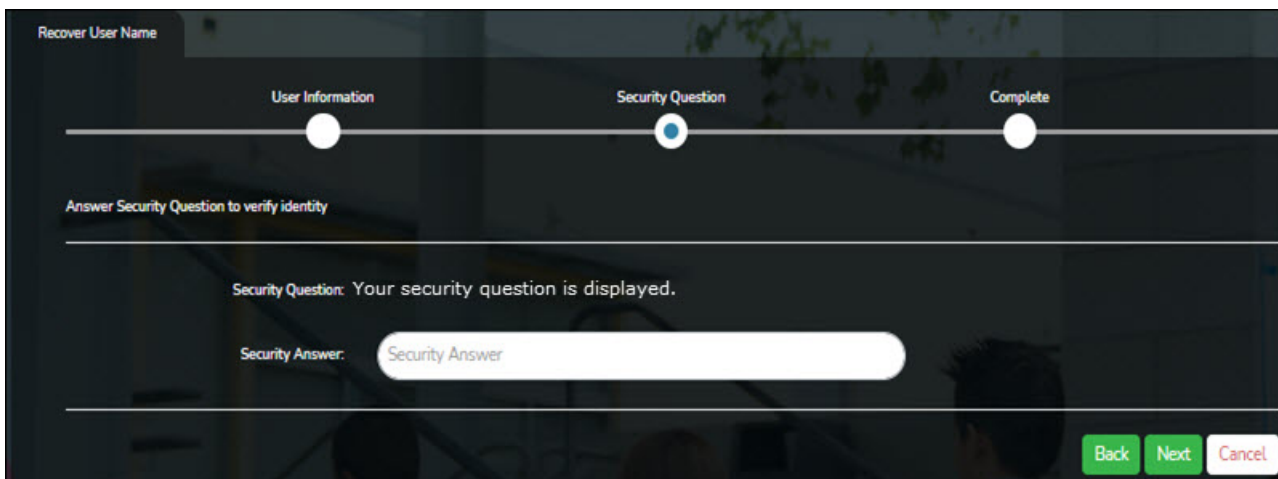 Recover User Name
User Information
Security Question
Complete
Answer Security Question to verify identity
Security Question: Your security question is displayed.
Security Answer: Security Answer
Back Next Cancel